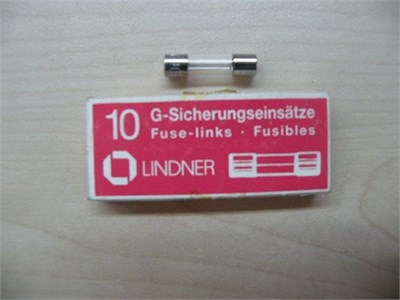 10 G-Sicherungseinsätze
Fuse-links · Fusibles
LINDNER